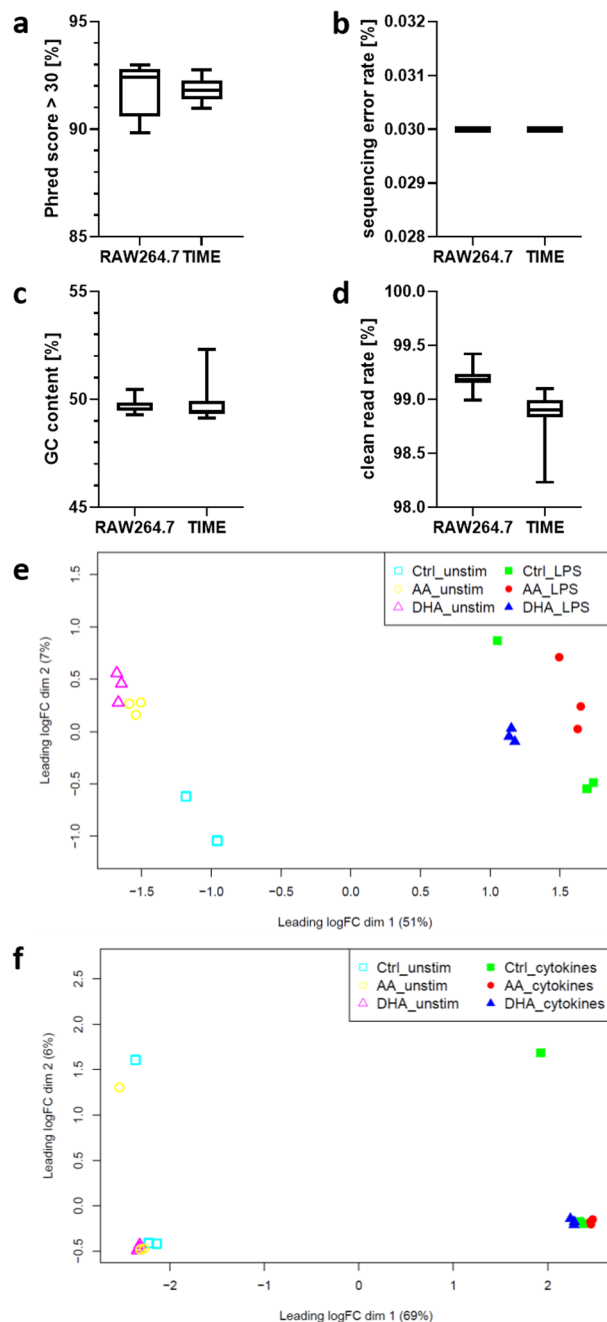 a
b
Phred score > 30 [%]
95
90
85
RAW264.7 TIME
sequencing error rate [%]
0.032
0.031
0.030
0.029
0.028
RAW264.7 TIME
c
d
GC content [%]
55
50
45
RAW264.7 TIME
clean read rate [%]
100.0
99.5
99.0
98.5
98.0
RAW264.7 TIME
e
Leading logFC dim 2 (7%)
1.5
1.0
0.5
0.0
−0.5
−1.0
Ctrl_unstim Ctrl_LPS
AA_unstim AA_LPS
DHA_unstim DHA_LPS
−1.5 −1.0 −0.5 0.0 0.5 1.0 1.5
Leading logFC dim 1 (51%)
f
Leading logFC dim 2 (6%)
2.5
2.0
1.5
1.0
0.5
0.0
−0.5
Ctrl_unstim Ctrl_cytokines
AA_unstim AA_cytokines
DHA_unstim DHA_cytokines
−2 −1 0 1 2
Leading logFC dim 1 (69%)